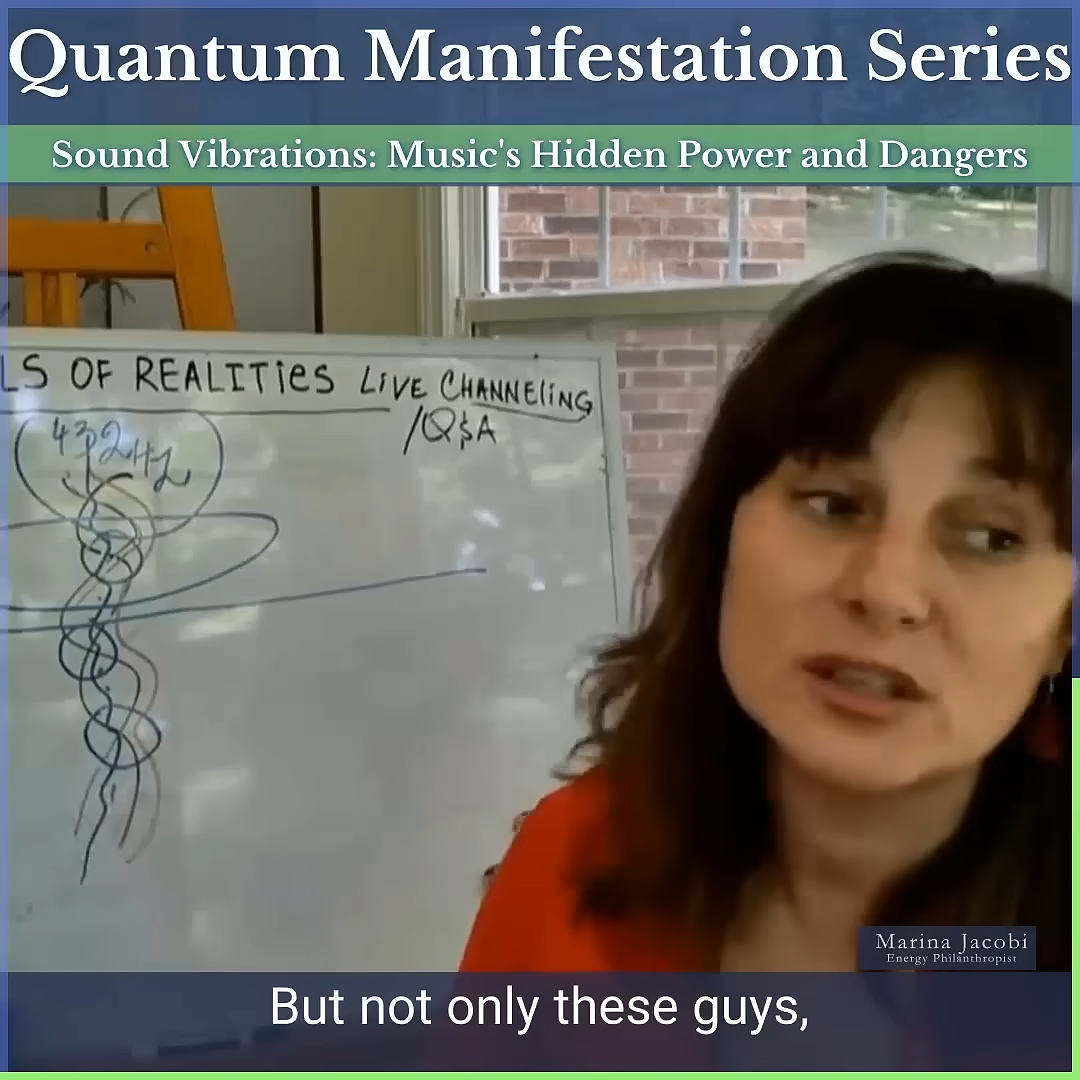 Quantum Manifestation Series
Sound Vibrations: Music's Hidden Power and Dangers
LS OF REALITIES LIVE CHANNELING
/Q&A
432Hz
Marina Jacobi
Energy Philanthropist
But not only these guys,